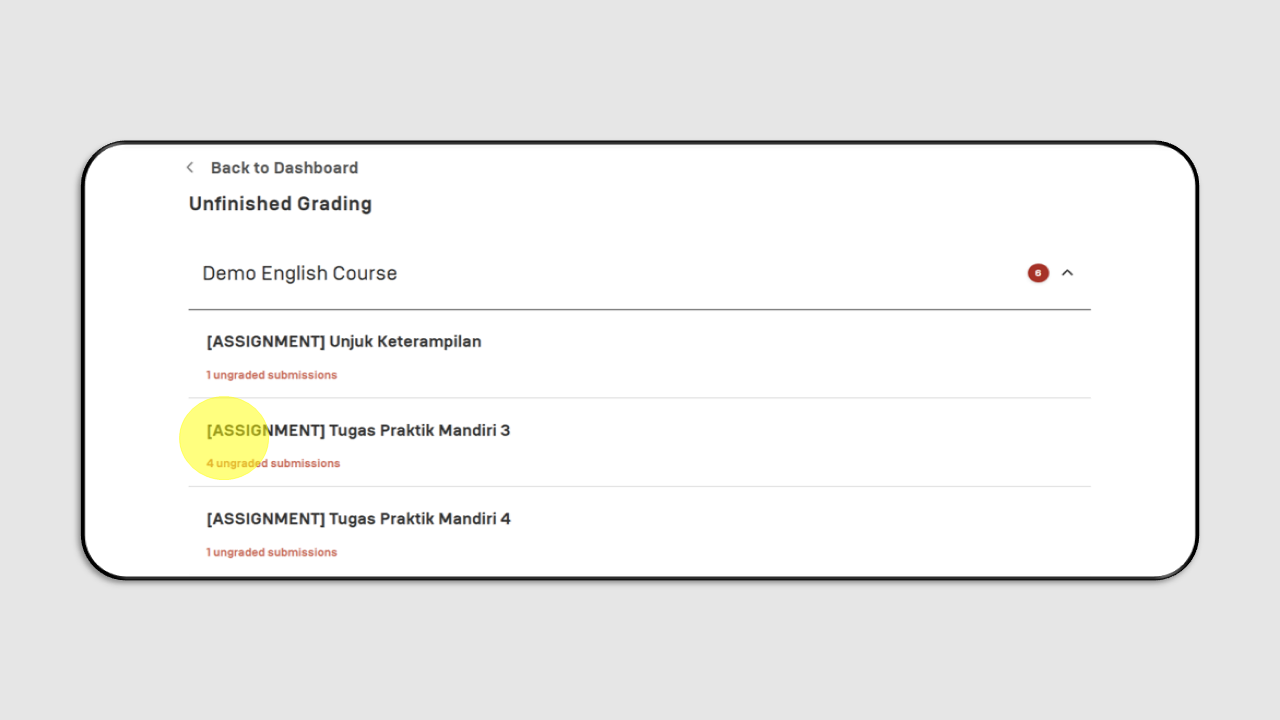 Back to Dashboard
Unfinished Grading
Demo English Course 6
[ASSIGNMENT] Unjuk Keterampilan
1 ungraded submissions
[ASSIGNMENT] Tugas Praktik Mandiri 3
4 ungraded submissions
[ASSIGNMENT] Tugas Praktik Mandiri 4
1 ungraded submissions